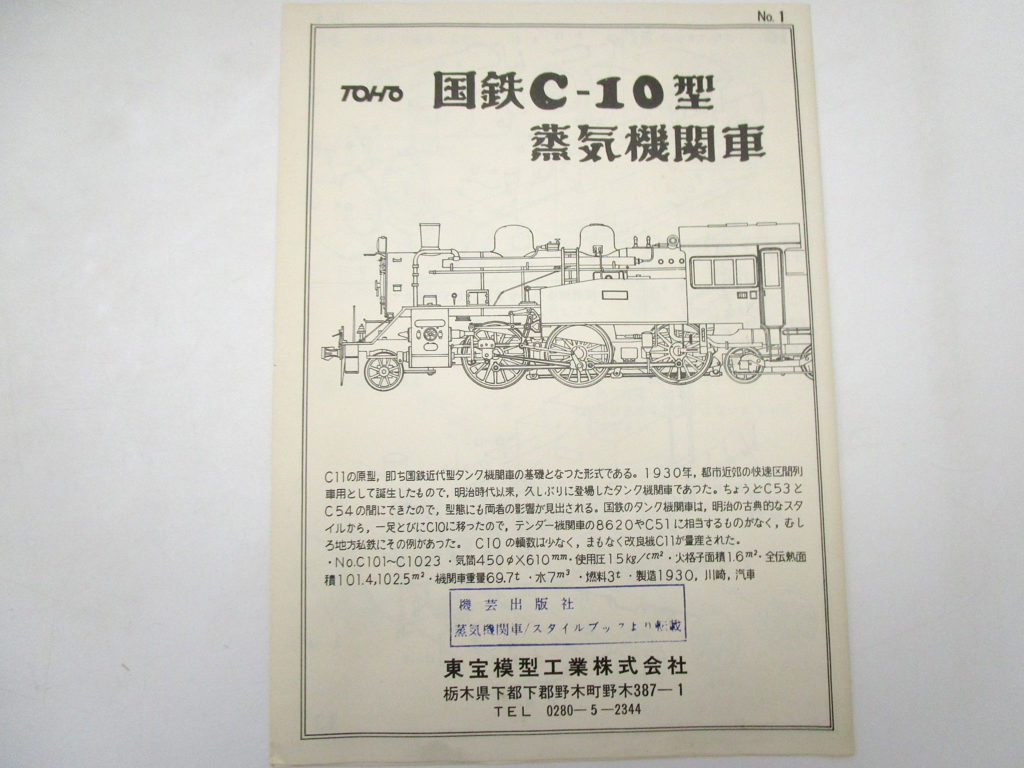 No. 1
TOHO 国鉄C-10型
蒸気機関車
C11の原型,即ち国鉄近代型タンク機関車の基礎となつた形式である。1930年,都市近郊の快速区間列
車用として誕生したもので,明治時代以来,久しぶりに登場したタンク機関車であつた。ちょうどC53と
C54の間にできたので,型態にも両者の影響が見出される。国鉄のタンク機関車は,明治の古典的なスタ
イルから,一足とびにC10に移ったので,テンダー機関車の8620やC51に相当するものがなく,むし
ろ地方私鉄にその例があった。 C10の輌数は少なく,まもなく改良機C11が量産された。
・No.C101~C1023・気筒450φX610mm・使用圧15kg/cm²・火格子面積1.6m²・全伝熱面
積101.4,102.5m²・機関車重量69.7t・水7m³・燃料3t・製造1930,川崎,汽車
機芸出版社
蒸気機関車/スタイルブックより転載
東宝模型工業株式会社
栃木県下都下郡野木町野木387―1
TEL 0280―5―2344